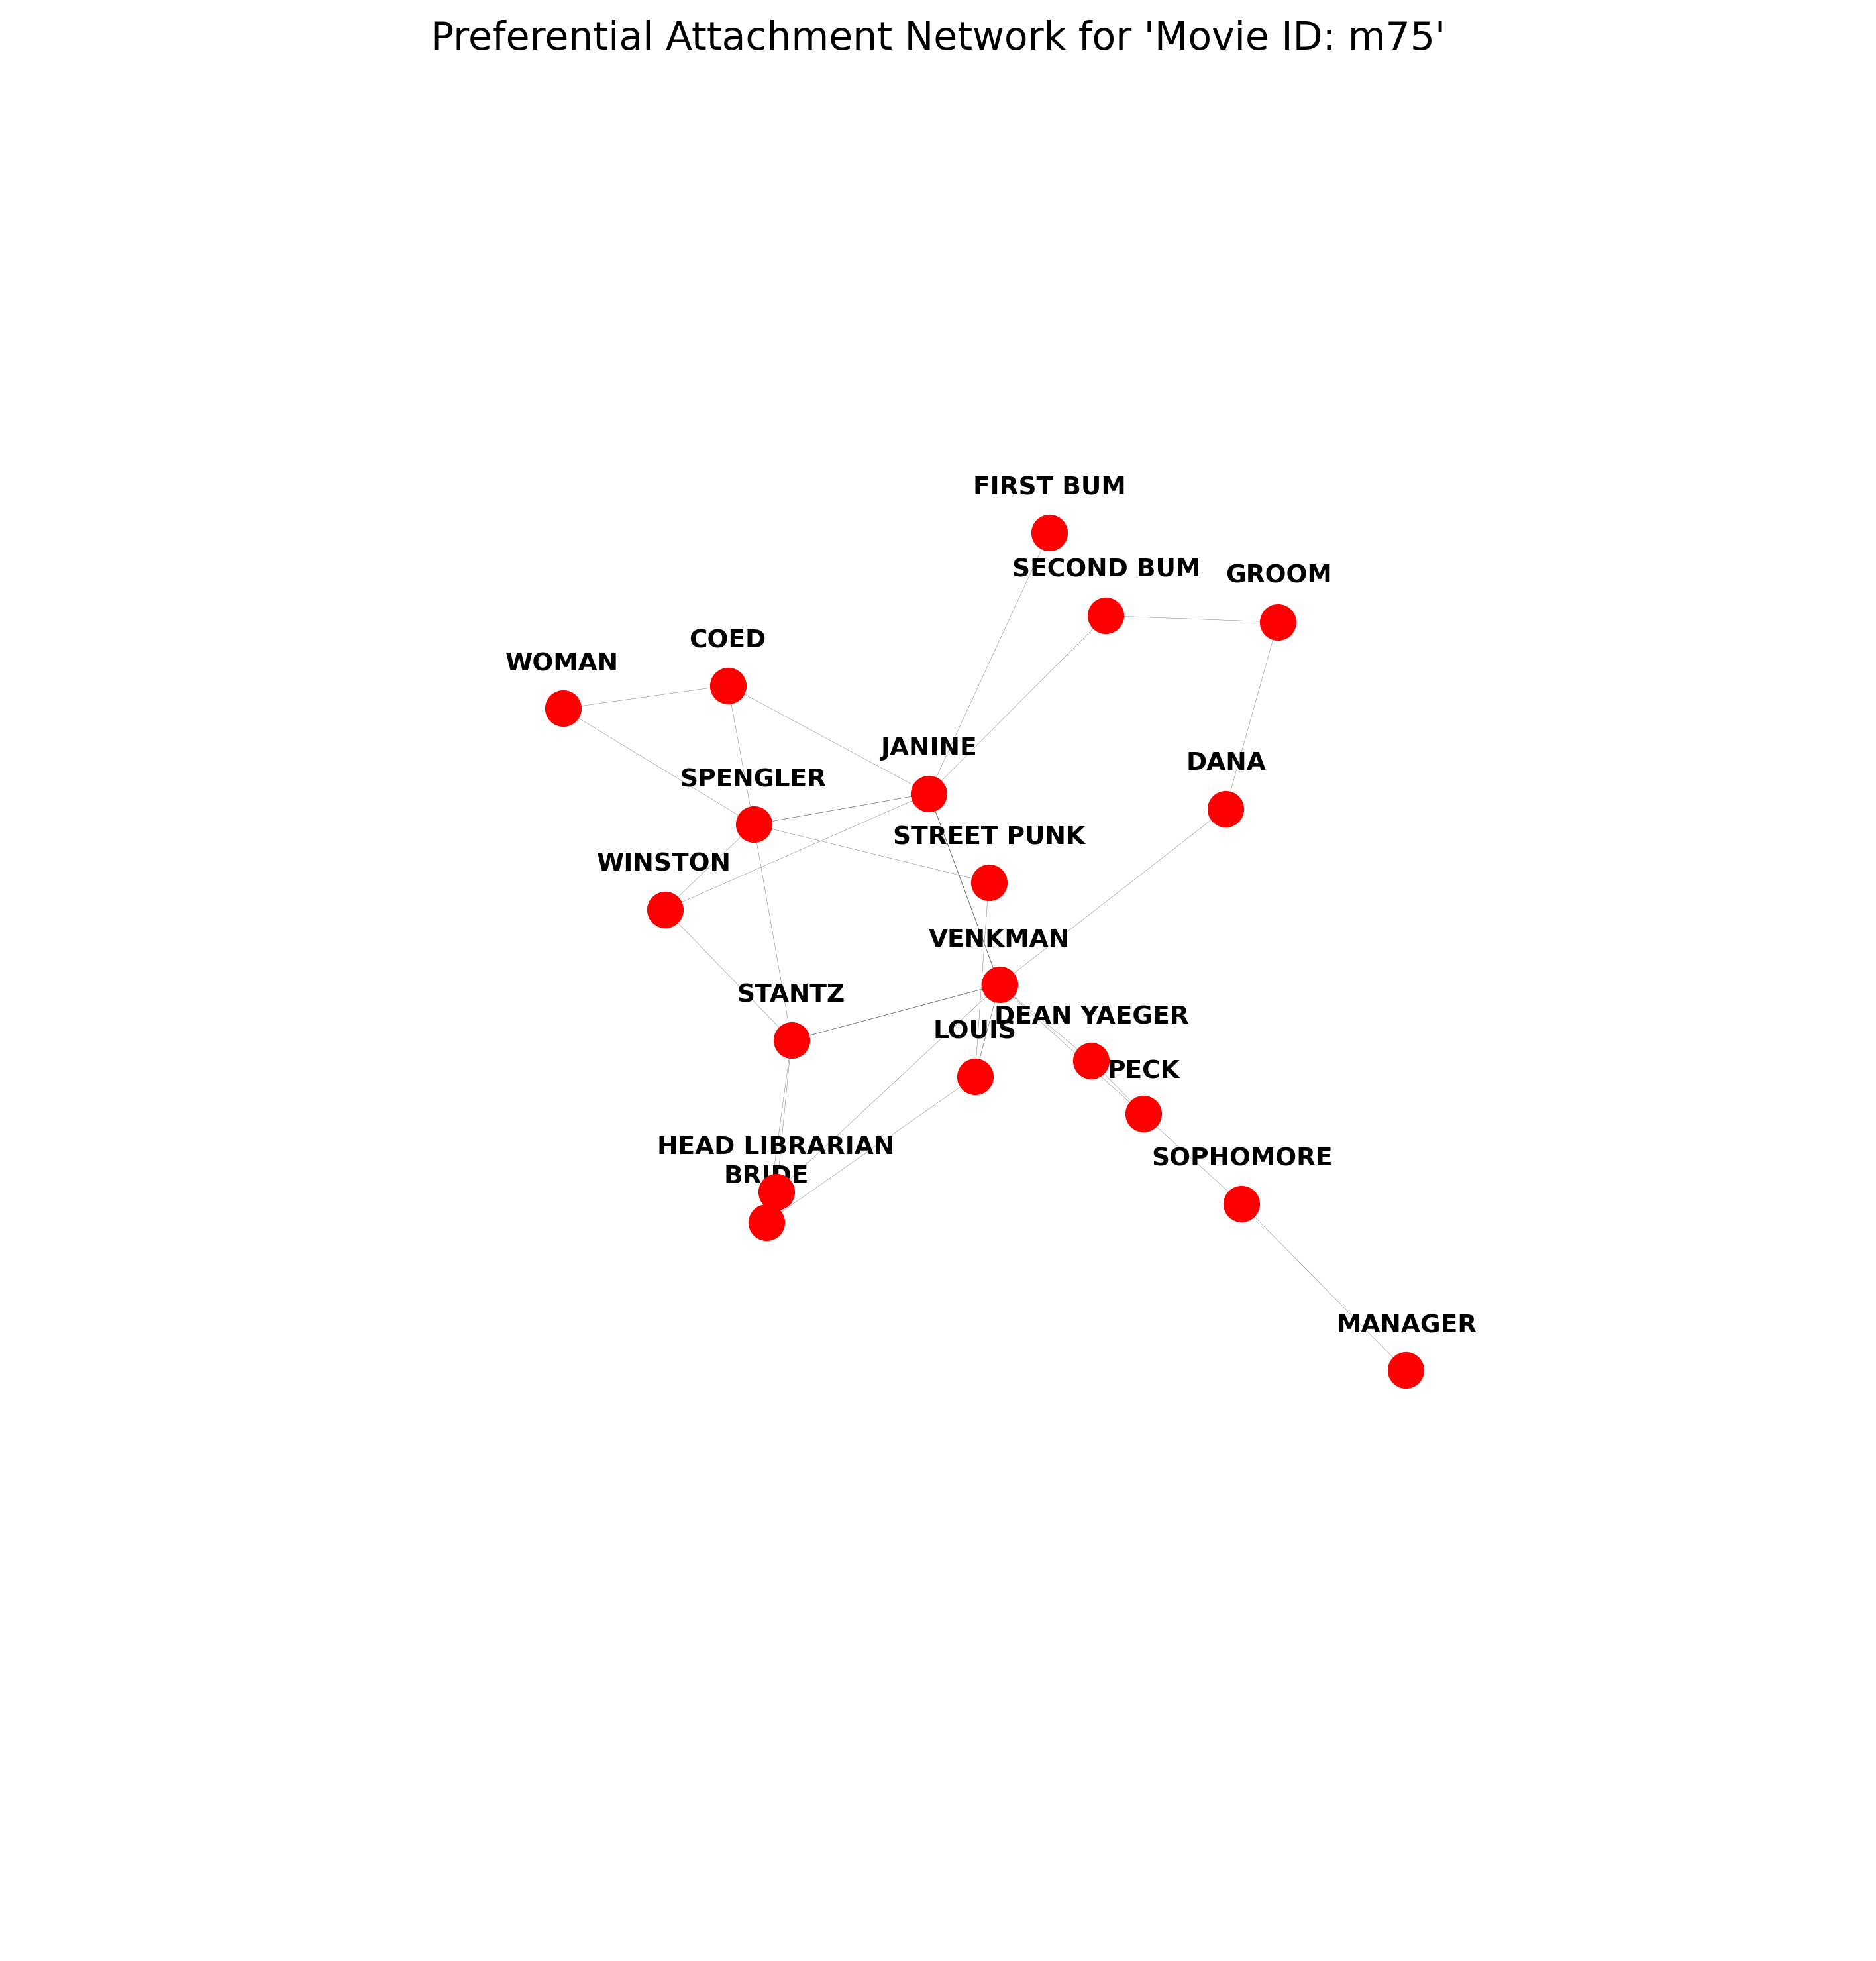 Preferential Attachment Network for 'Movie ID: m75'
FIRST BUM
SECOND BUM
GROOM
COED
WOMAN
JANINE
DANA
SPENGLER
STREET PUNK
WINSTON
VENKMAN
STANTZ
DEAN YAEGER
LOUIS
PECK
HEAD LIBRARIAN
SOPHOMORE
BRIDE
MANAGER